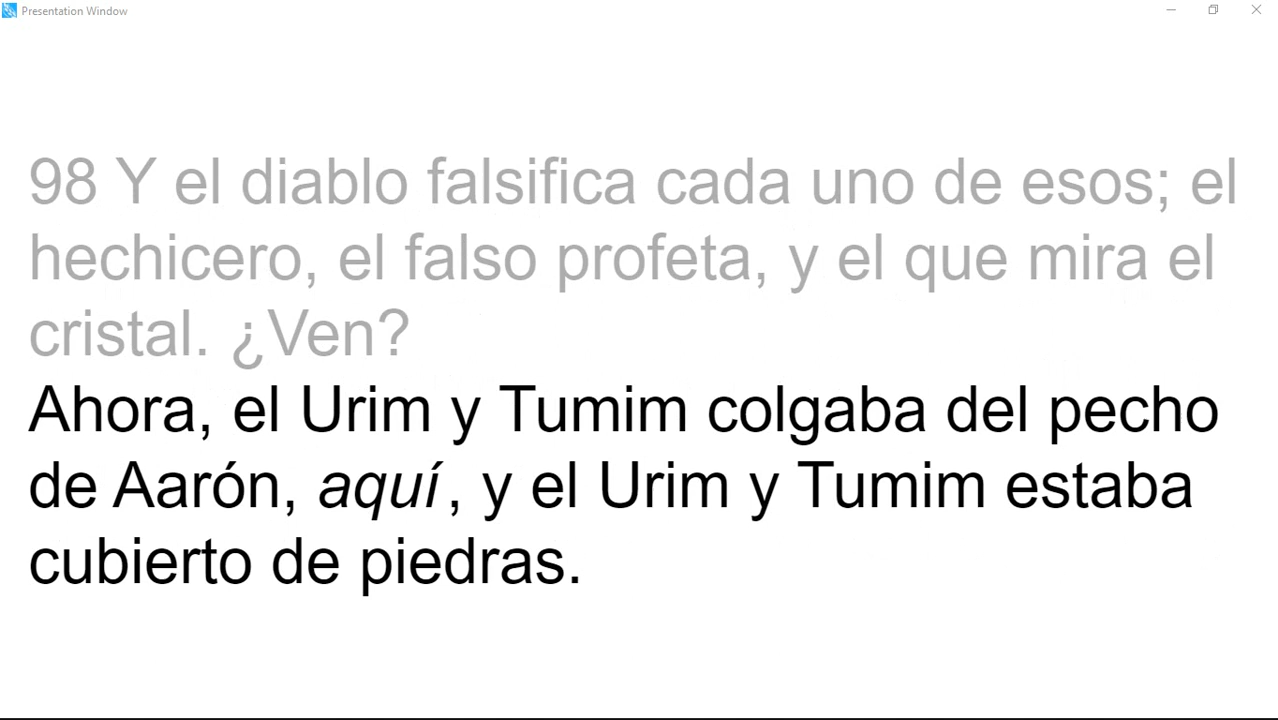 Presentation Window
98 Y el diablo falsifica cada uno de esos; el
hechicero, el falso profeta, y el que mira el
cristal. ¿Ven?
Ahora, el Urim y Tumim colgaba del pecho
de Aarón, aquí, y el Urim y Tumim estaba
cubierto de piedras.